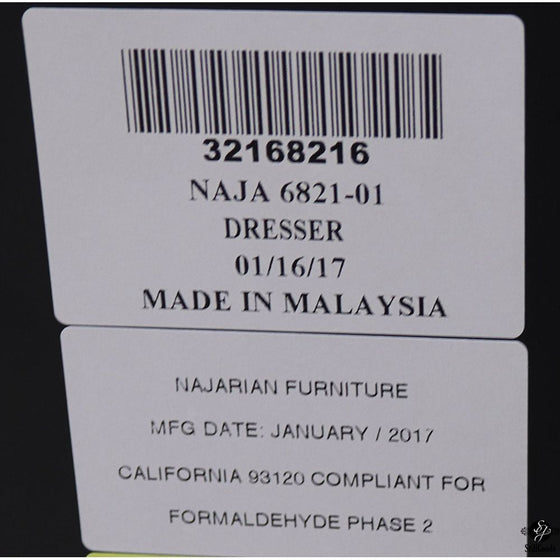 32168216
NAJA 6821-01
DRESSER
01/16/17
MADE IN MALAYSIA
NAJARIAN FURNITURE
MFG DATE: JANUARY / 2017
CALIFORNIA 93120 COMPLIANT FOR
FORMALDEHYDE PHASE 2